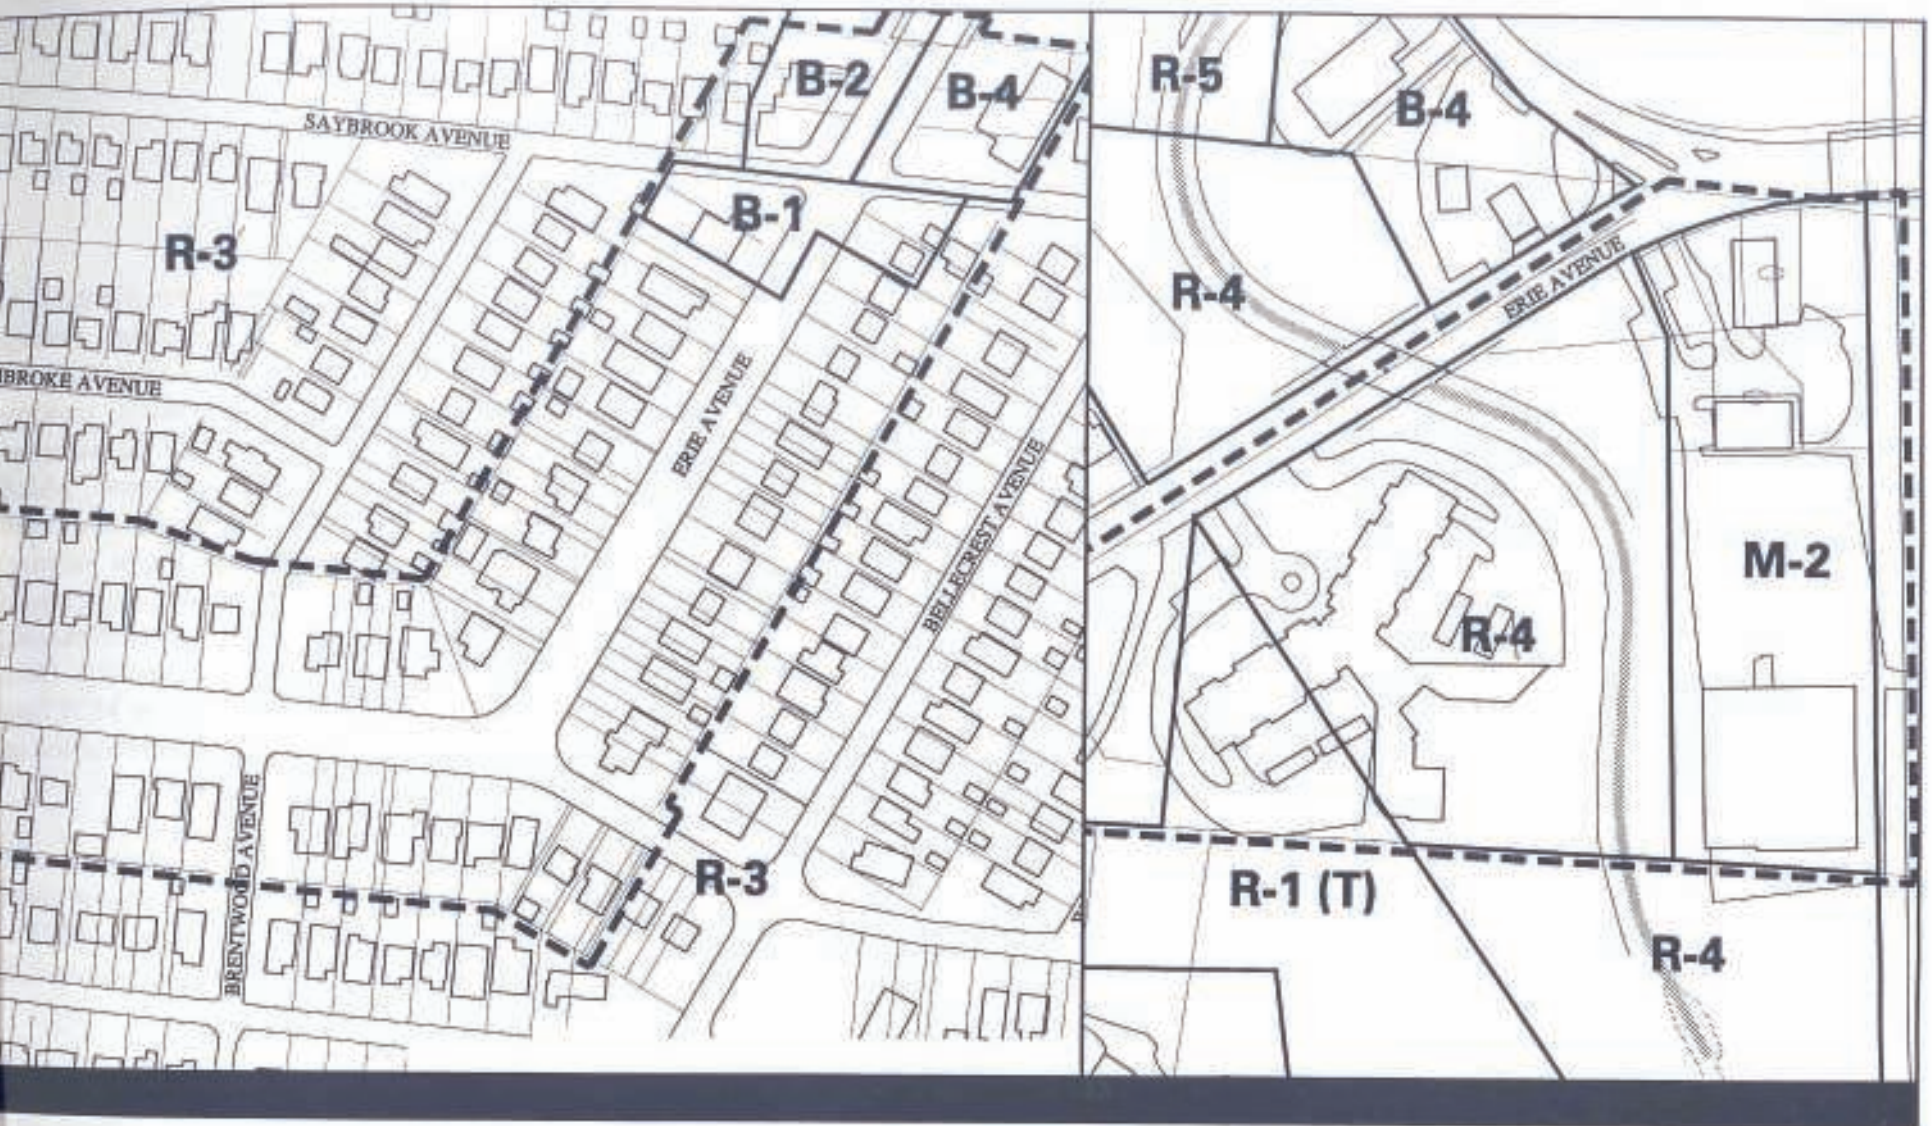 B-2
B-4
SAYBROOK AVENUE
B-1
R-3
BROKE AVENUE
ERIE AVENUE
BELLECREST AVENUE
BRENTWOOD AVENUE
R-3
R-5
B-4
R-4
ERIE AVENUE
M-2
R-4
R-1 (T)
R-4